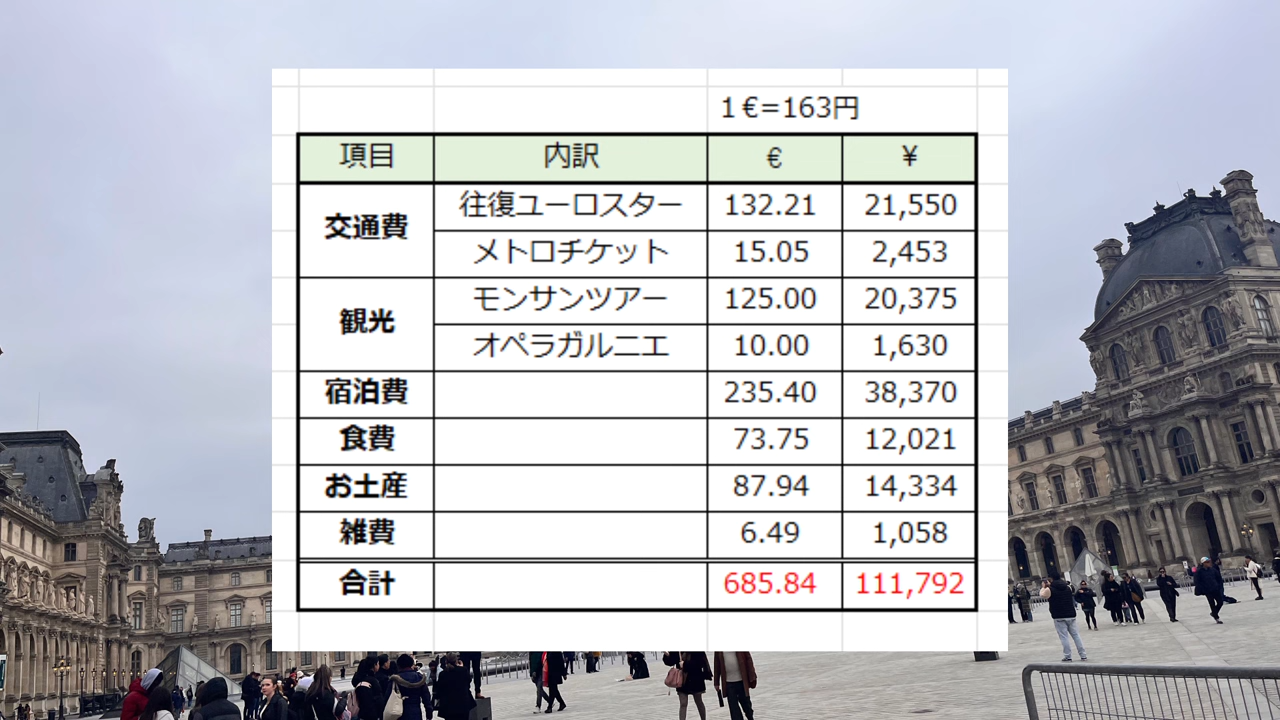 1€=163円
項目 内訳 € ¥
交通費 往復ユーロスター 132.21 21,550
メトロチケット 15.05 2,453
観光 モンサンツアー 125.00 20,375
オペラガルニエ 10.00 1,630
宿泊費 235.40 38,370
食費 73.75 12,021
お土産 87.94 14,334
雑費 6.49 1,058
合計 685.84 111,792